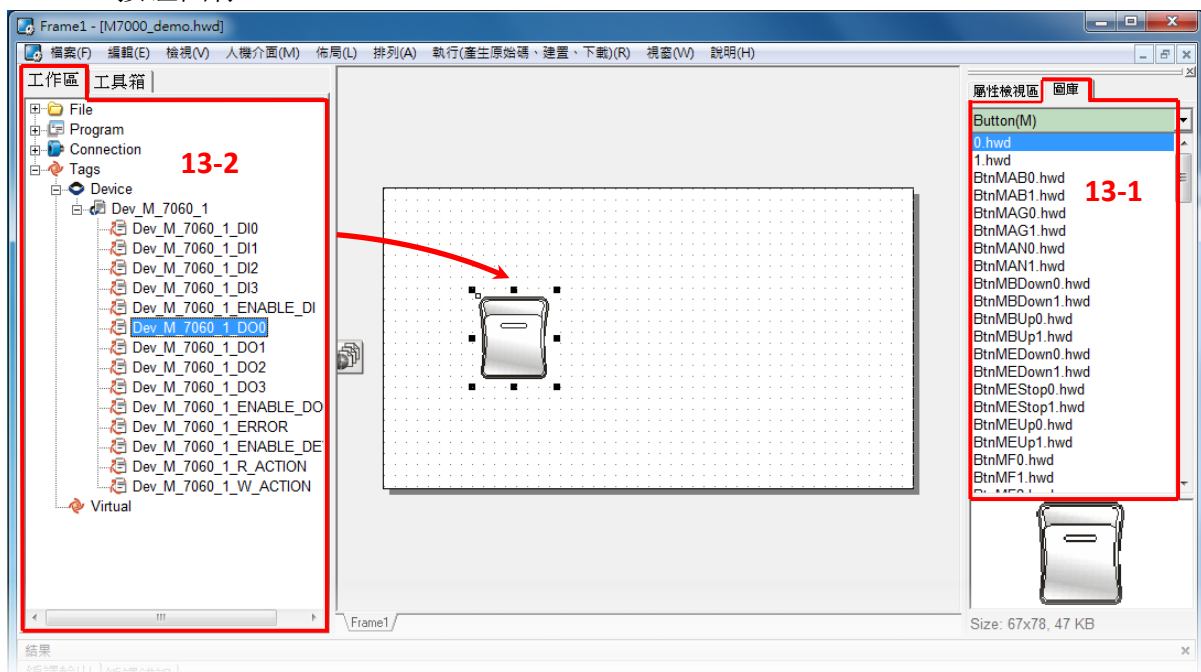 Frame1 - [M7000_demo.hwd]
檔案(F) 編輯(E) 檢視(V) 人機介面(M) 佈局(L) 排列(A) 執行(產生原始碼、建置、下載)(R) 視窗(W) 說明(H)
工作區 工具箱
File
Program
Connection
Tags
Device
Dev_M_7060_1
Dev_M_7060_1_DI0
Dev_M_7060_1_DI1
Dev_M_7060_1_DI2
Dev_M_7060_1_DI3
Dev_M_7060_1_ENABLE_DI
Dev_M_7060_1_DO0
Dev_M_7060_1_DO1
Dev_M_7060_1_DO2
Dev_M_7060_1_DO3
Dev_M_7060_1_ENABLE_DO
Dev_M_7060_1_ERROR
Dev_M_7060_1_ENABLE_DE
Dev_M_7060_1_R_ACTION
Dev_M_7060_1_W_ACTION
Virtual
13-2
Frame1
屬性檢視區 圖庫
Button(M)
0.hwd
1.hwd
BtnMAB0.hwd
BtnMAB1.hwd
BtnMAG0.hwd
BtnMAG1.hwd
BtnMAN0.hwd
BtnMAN1.hwd
BtnMBDown0.hwd
BtnMBDown1.hwd
BtnMBUp0.hwd
BtnMBUp1.hwd
BtnMEDown0.hwd
BtnMEDown1.hwd
BtnMEStop0.hwd
BtnMEStop1.hwd
BtnMEUp0.hwd
BtnMEUp1.hwd
BtnMF0.hwd
BtnMF1.hwd
13-1
Size: 67x78, 47 KB
結果